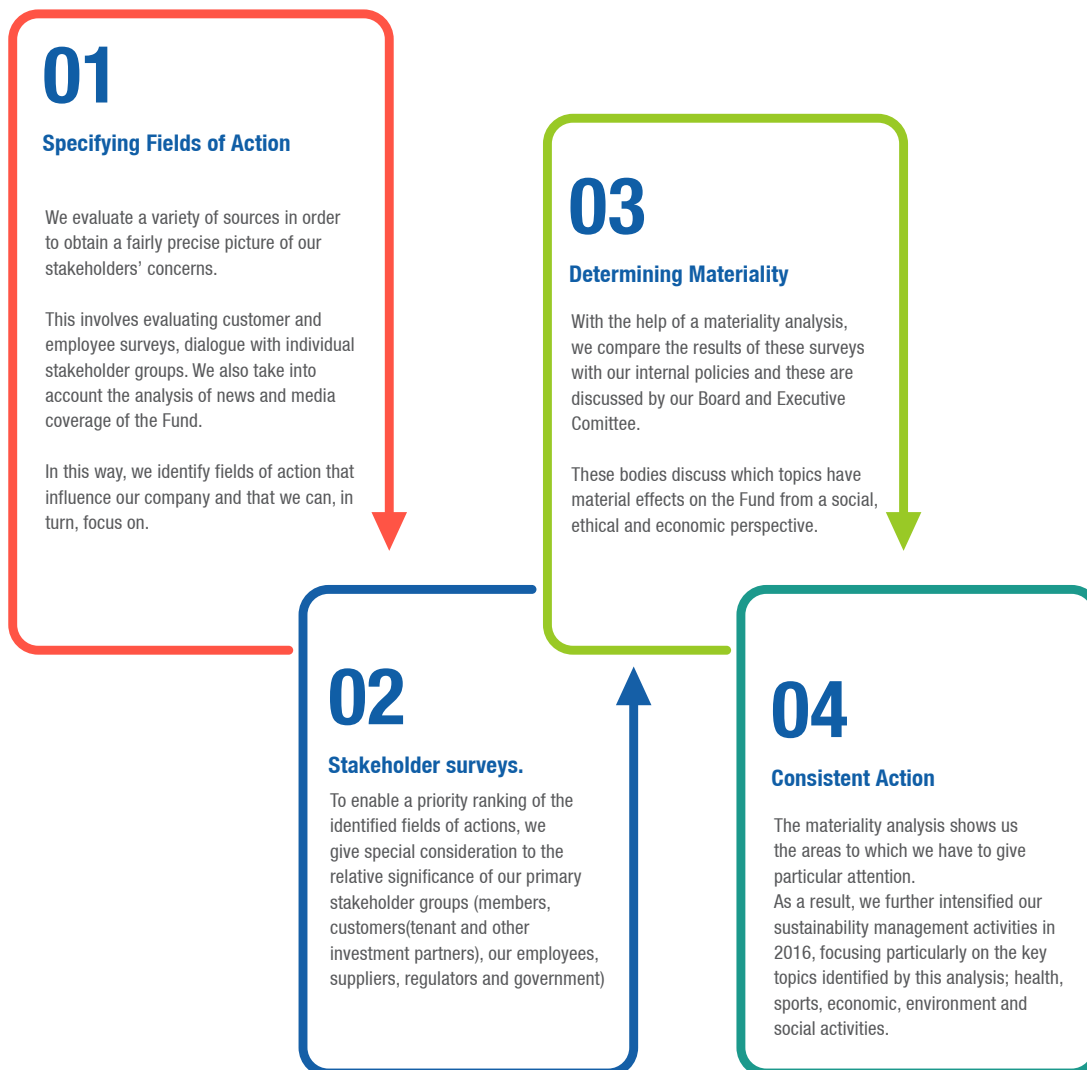 01
Specifying Fields of Action
We evaluate a variety of sources in order
to obtain a fairly precise picture of our
stakeholders’ concerns.
This involves evaluating customer and
employee surveys, dialogue with individual
stakeholder groups. We also take into
account the analysis of news and media
coverage of the Fund.
In this way, we identify fields of action that
influence our company and that we can, in
turn, focus on.
02
Stakeholder surveys.
To enable a priority ranking of the
identified fields of actions, we
give special consideration to the
relative significance of our primary
stakeholder groups (members,
customers(tenant and other
investment partners), our employees,
suppliers, regulators and government)
03
Determining Materiality
With the help of a materiality analysis,
we compare the results of these surveys
with our internal policies and these are
discussed by our Board and Executive
Comittee.
These bodies discuss which topics have
material effects on the Fund from a social,
ethical and economic perspective.
04
Consistent Action
The materiality analysis shows us
the areas to which we have to give
particular attention.
As a result, we further intensified our
sustainability management activities in
2016, focusing particularly on the key
topics identified by this analysis; health,
sports, economic, environment and
social activities.